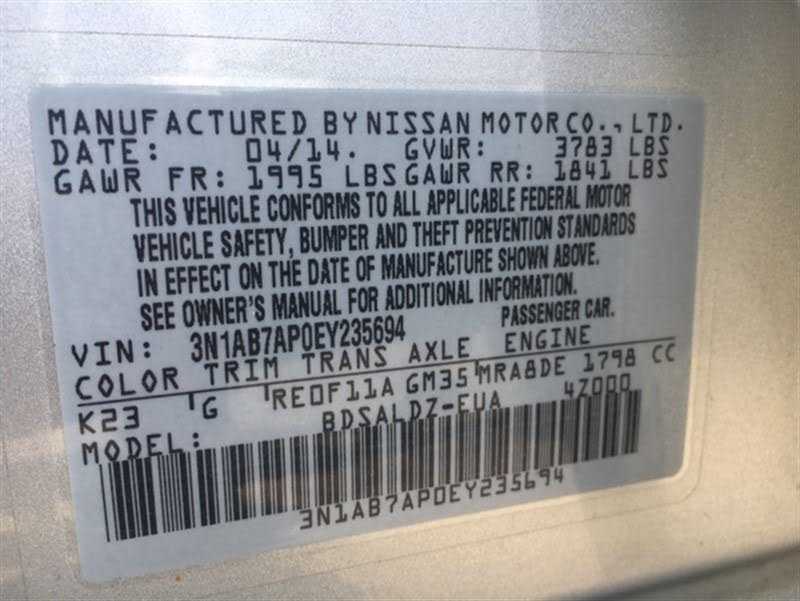 MANUFACTURED BY NISSAN MOTOR CO., LTD.
DATE: 04/14. GVWR: 3783 LBS
GAWR FR: 1995 LBS GAWR RR: 1841 LBS
THIS VEHICLE CONFORMS TO ALL APPLICABLE FEDERAL MOTOR
VEHICLE SAFETY, BUMPER AND THEFT PREVENTION STANDARDS
IN EFFECT ON THE DATE OF MANUFACTURE SHOWN ABOVE.
SEE OWNER'S MANUAL FOR ADDITIONAL INFORMATION.
VIN: 3N1AB7AP0EY235694 PASSENGER CAR.
COLOR TRIM TRANS AXLE ENGINE
K23 G RE0F11A GM35 MRA8DE 1798 CC
MODEL: BDSALDZ-EUA 4Z000
3N1AB7AP0EY235694